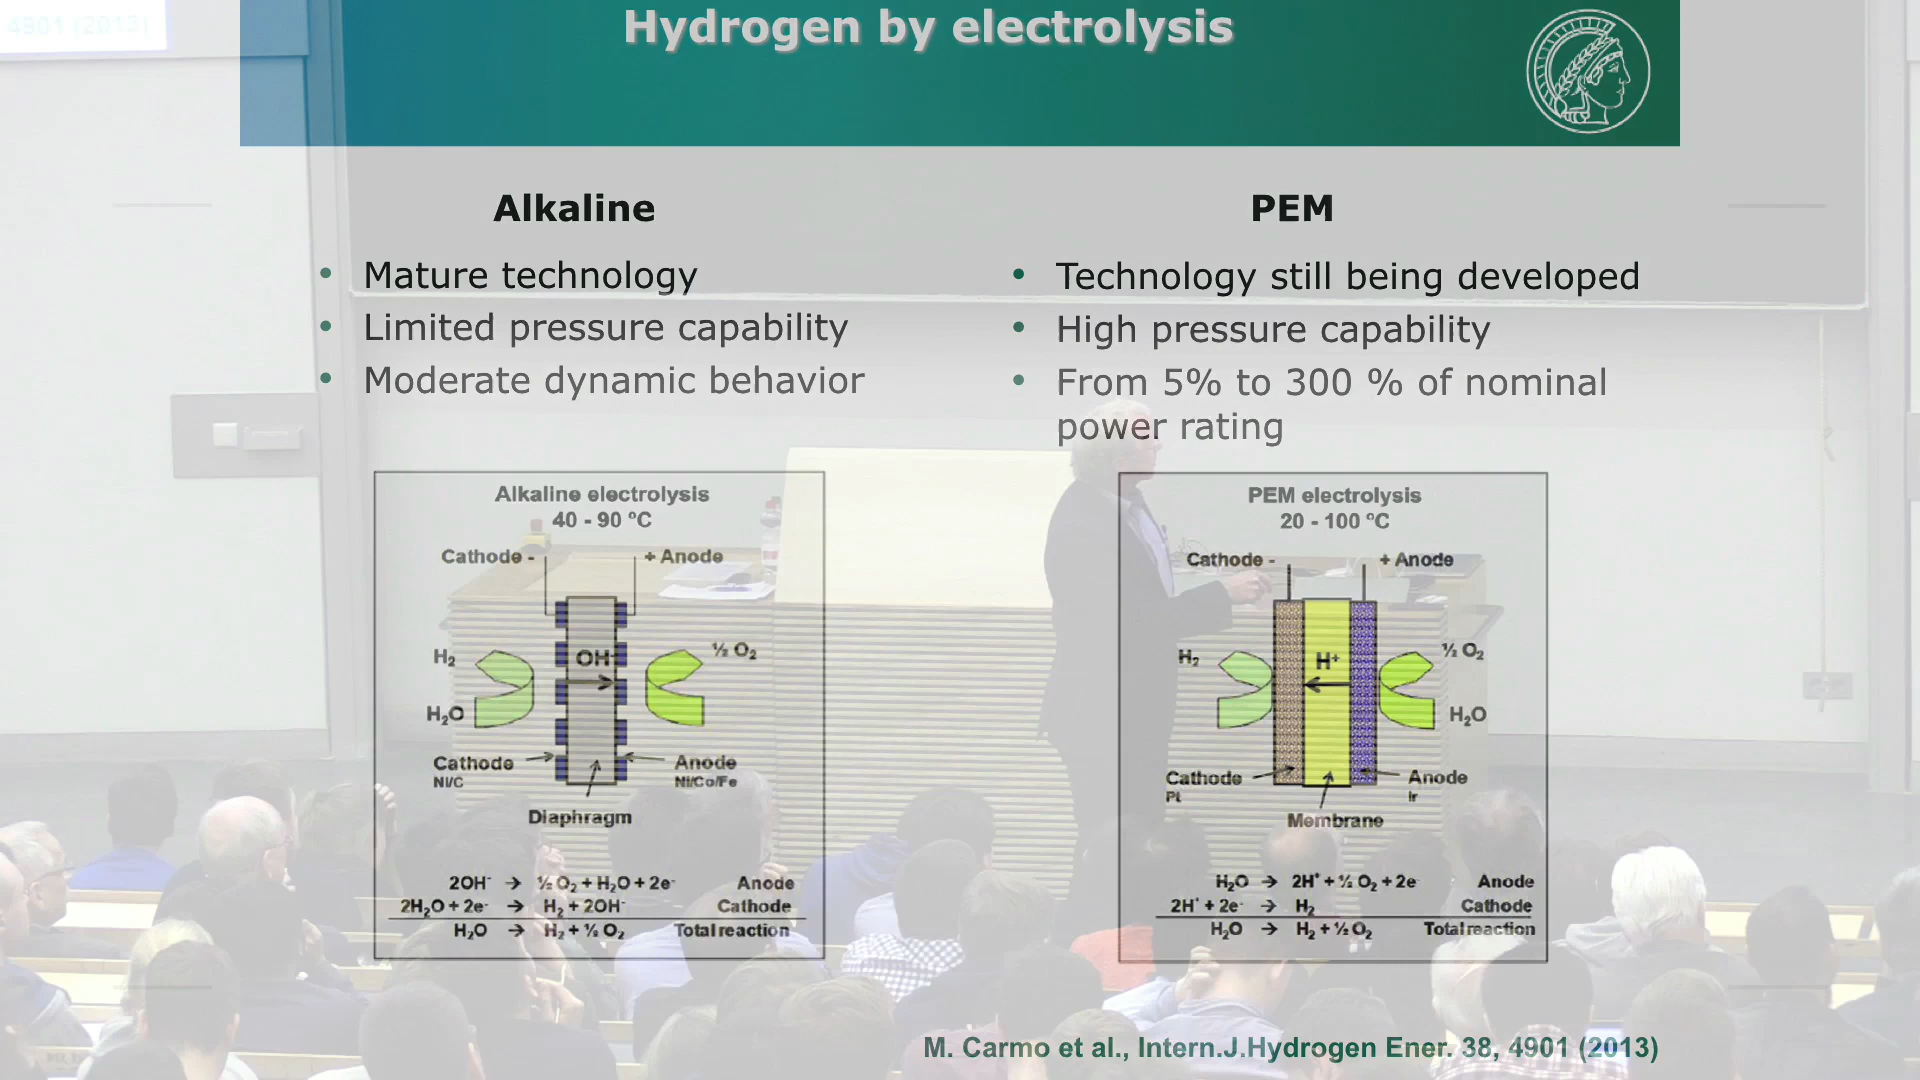 4901 (2013)
Hydrogen by electrolysis
Alkaline
• Mature technology
• Limited pressure capability
• Moderate dynamic behavior
PEM
• Technology still being developed
• High pressure capability
• From 5% to 300 % of nominal
power rating
Alkaline electrolysis
40 - 90 ºC
Cathode -
+ Anode
H₂
OH⁻
½ O₂
H₂O
Cathode
Ni/C
Anode
Ni/Co/Fe
Diaphragm
2OH⁻ → ½ O₂ + H₂O + 2e⁻ Anode
2H₂O + 2e⁻ → H₂ + 2OH⁻ Cathode
H₂O → H₂ + ½ O₂ Total reaction
PEM electrolysis
20 - 100 ºC
Cathode -
+ Anode
H₂
H⁺
½ O₂
H₂O
Cathode
Pt
Anode
Ir
Membrane
H₂O → 2H⁺ + ½ O₂ + 2e⁻ Anode
2H⁺ + 2e⁻ → H₂ Cathode
H₂O → H₂ + ½ O₂ Total reaction
M. Carmo et al., Intern.J.Hydrogen Ener. 38, 4901 (2013)